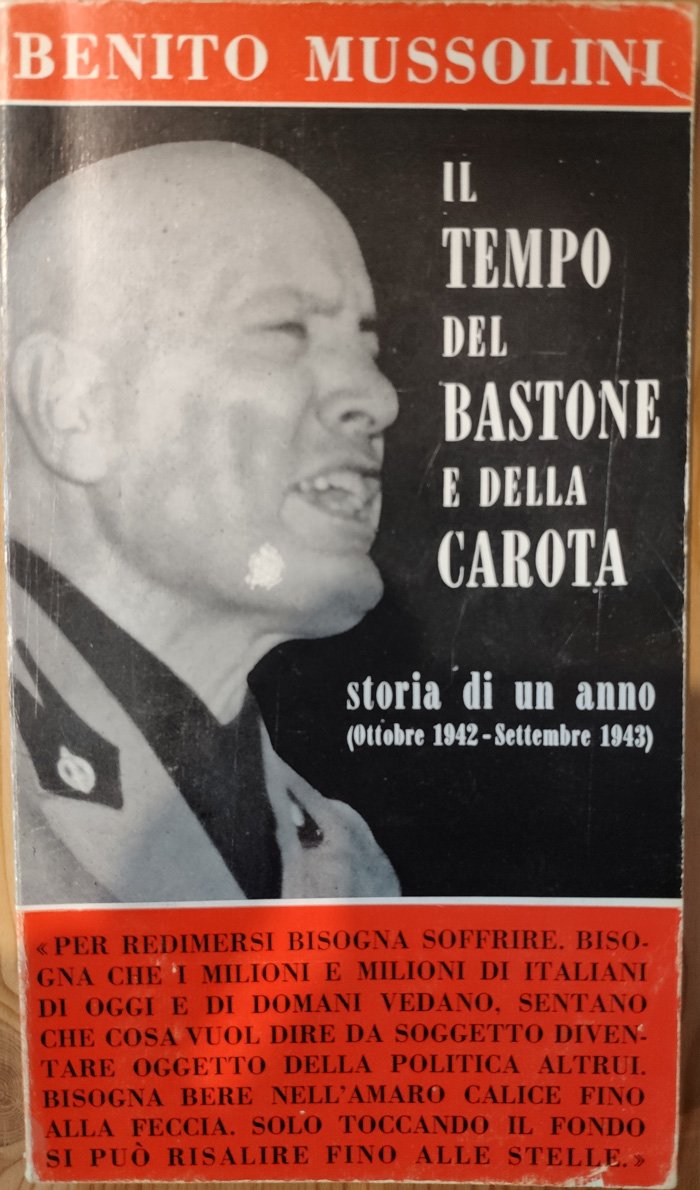 BENITO MUSSOLINI
IL
TEMPO
DEL
BASTONE
E DELLA
CAROTA
storia di un anno
(Ottobre 1942 - Settembre 1943)
«PER REDIMERSI BISOGNA SOFFRIRE. BISO-
GNA CHE I MILIONI E MILIONI DI ITALIANI
DI OGGI E DI DOMANI VEDANO, SENTANO
CHE COSA VUOL DIRE DA SOGGETTO DIVEN-
TARE OGGETTO DELLA POLITICA ALTRUI.
BISOGNA BERE NELL'AMARO CALICE FINO
ALLA FECCIA. SOLO TOCCANDO IL FONDO
SI PUÒ RISALIRE FINO ALLE STELLE.»